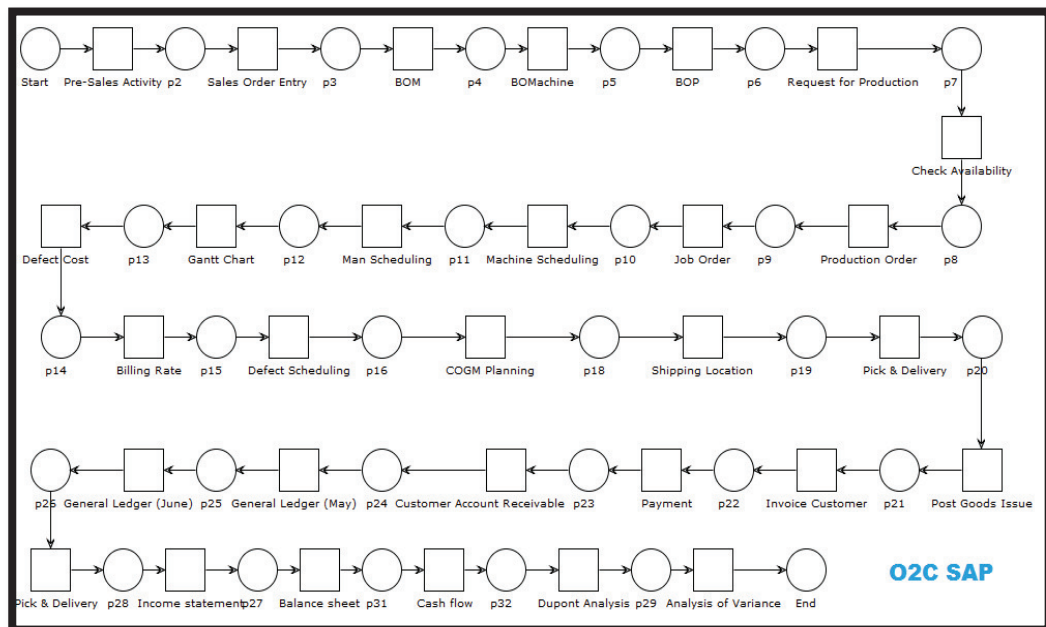 Start Pre-Sales Activity p2 Sales Order Entry p3 BOM p4 BOMachine p5 BOP p6 Request for Production p7
Check Availability
Defect Cost p13 Gantt Chart p12 Man Scheduling p11 Machine Scheduling p10 Job Order p9 Production Order p8
p14 Billing Rate p15 Defect Scheduling p16 COGM Planning p18 Shipping Location p19 Pick & Delivery p20
p26 General Ledger (June) p25 General Ledger (May) p24 Customer Account Receivable p23 Payment p22 Invoice Customer p21 Post Goods Issue
O2C SAP
Pick & Delivery p28 Income statement p27 Balance sheet p31 Cash flow p32 Dupont Analysis p29 Analysis of Variance End